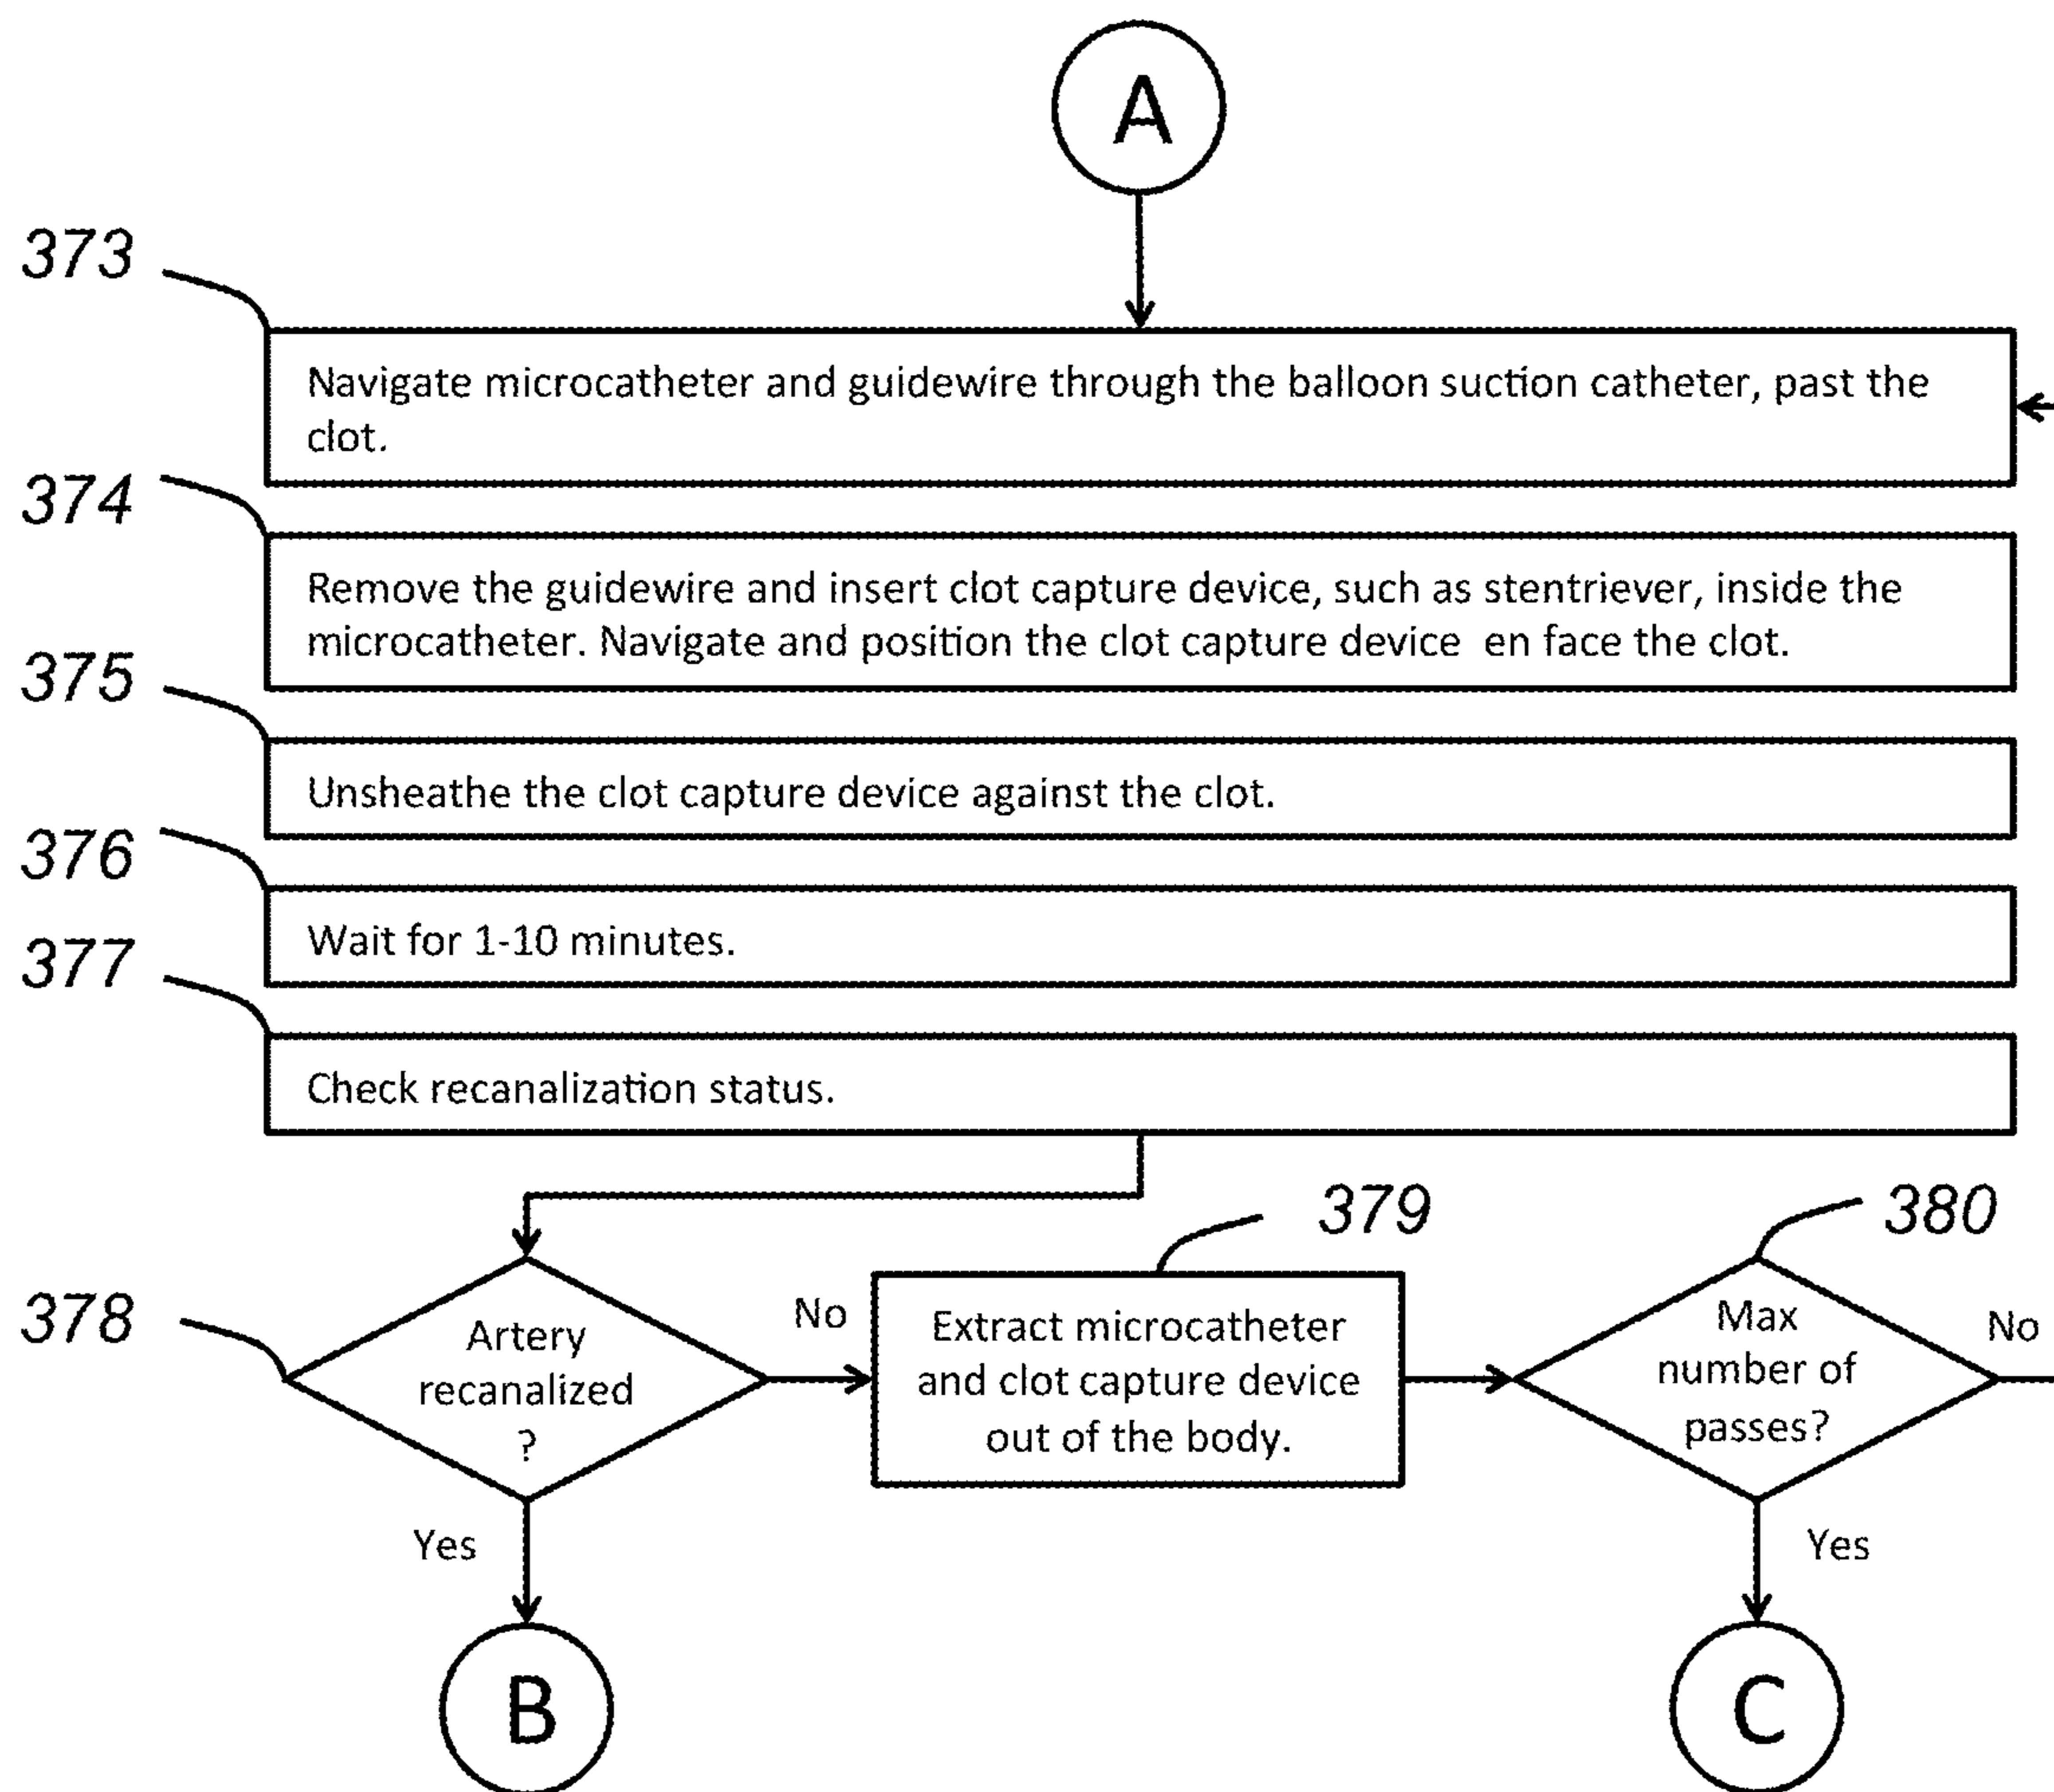 A
373
Navigate microcatheter and guidewire through the balloon suction catheter, past the
clot.
374
Remove the guidewire and insert clot capture device, such as stentriever, inside the
microcatheter. Navigate and position the clot capture device en face the clot.
375
Unsheathe the clot capture device against the clot.
376
Wait for 1-10 minutes.
377
Check recanalization status.
378
Artery
recanalized
?
No
379
Extract microcatheter
and clot capture device
out of the body.
380
Max
number of
passes?
No
Yes
Yes
B
C